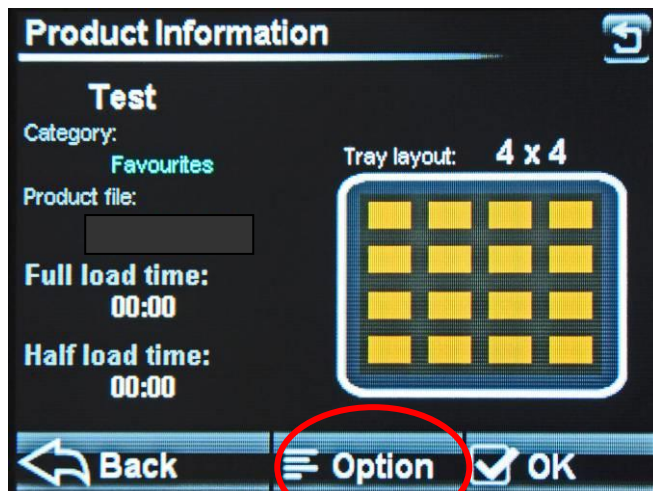 Product Information
Test
Category:
Favourites
Product file:
Full load time:
00:00
Half load time:
00:00
Tray layout: 4 x 4
Back
Option
OK